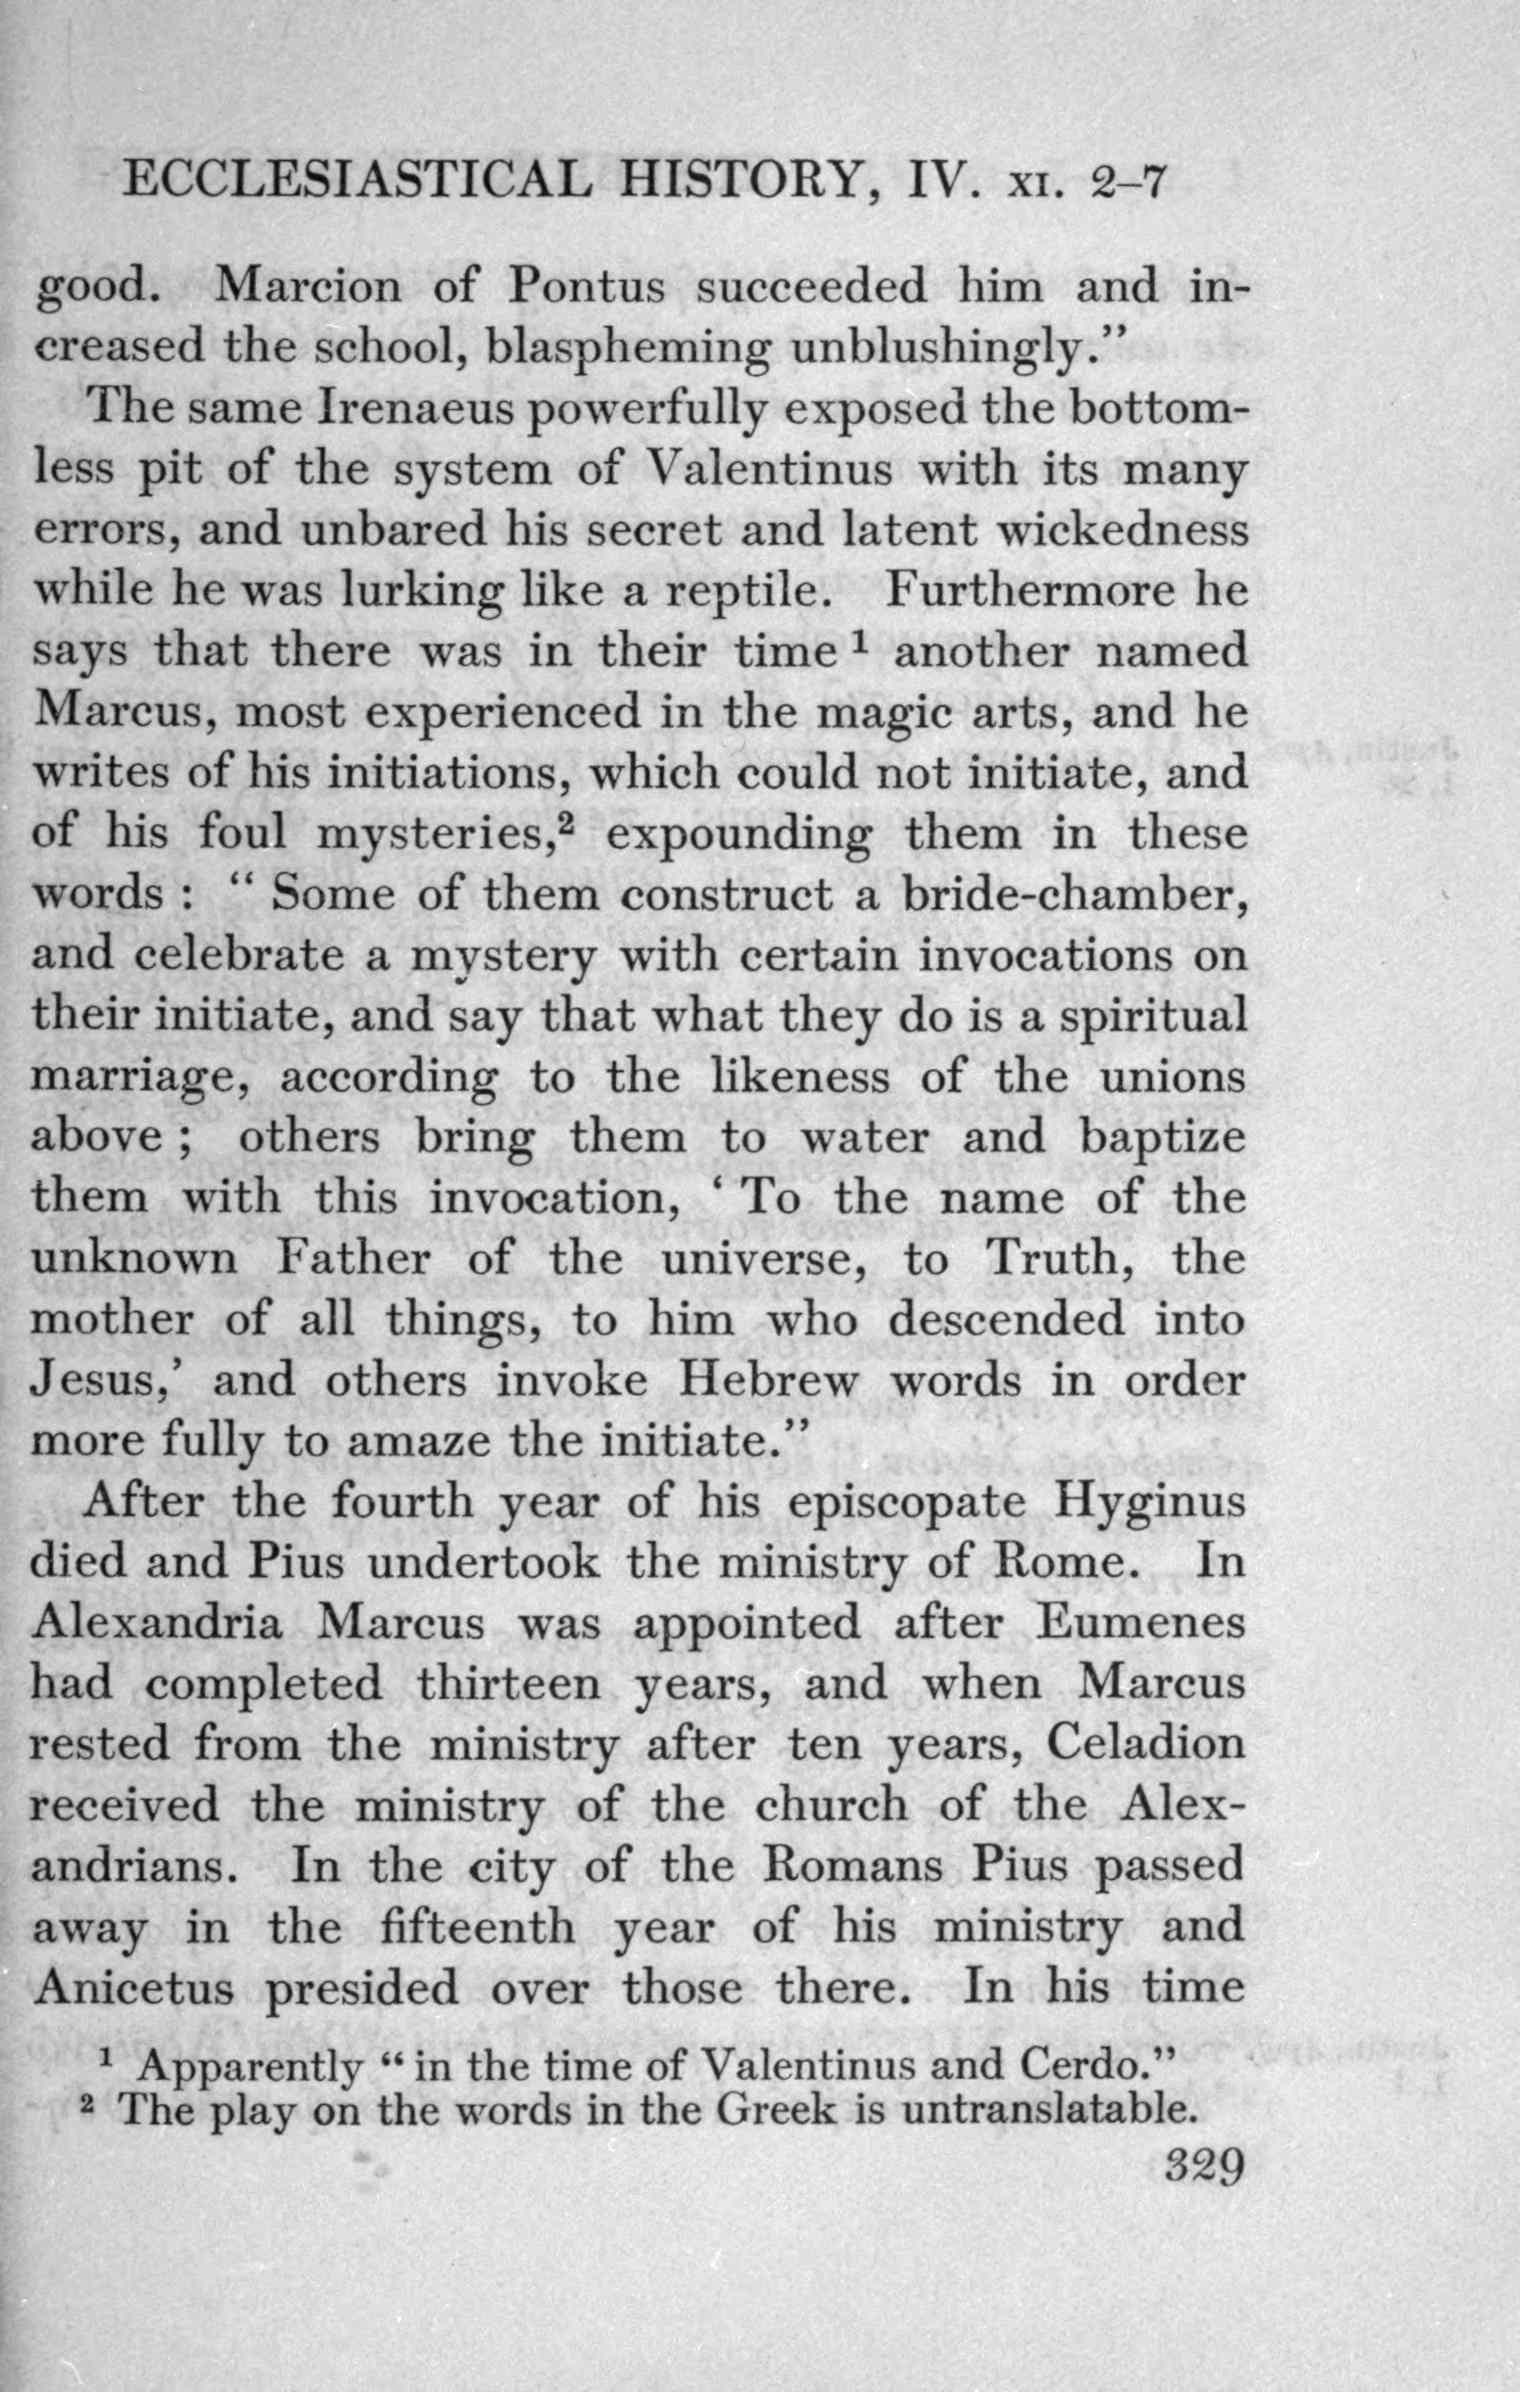 ECCLESIASTICAL HISTORY, IV. XI. 2–7
good. Marcion of Pontus succeeded him and in-
creased the school, blaspheming unblushingly.”
The same Irenaeus powerfully exposed the bottom-
less pit of the system of Valentinus with its many
errors, and unbared his secret and latent wickedness
while he was lurking like a reptile. Furthermore he
says that there was in their time ¹ another named
Marcus, most experienced in the magic arts, and he
writes of his initiations, which could not initiate, and
of his foul mysteries,² expounding them in these
words : “ Some of them construct a bride-chamber,
and celebrate a mystery with certain invocations on
their initiate, and say that what they do is a spiritual
marriage, according to the likeness of the unions
above ; others bring them to water and baptize
them with this invocation, ‘ To the name of the
unknown Father of the universe, to Truth, the
mother of all things, to him who descended into
Jesus,’ and others invoke Hebrew words in order
more fully to amaze the initiate.”
After the fourth year of his episcopate Hyginus
died and Pius undertook the ministry of Rome. In
Alexandria Marcus was appointed after Eumenes
had completed thirteen years, and when Marcus
rested from the ministry after ten years, Celadion
received the ministry of the church of the Alex-
andrians. In the city of the Romans Pius passed
away in the fifteenth year of his ministry and
Anicetus presided over those there. In his time
¹ Apparently “ in the time of Valentinus and Cerdo.”
² The play on the words in the Greek is untranslatable.
329